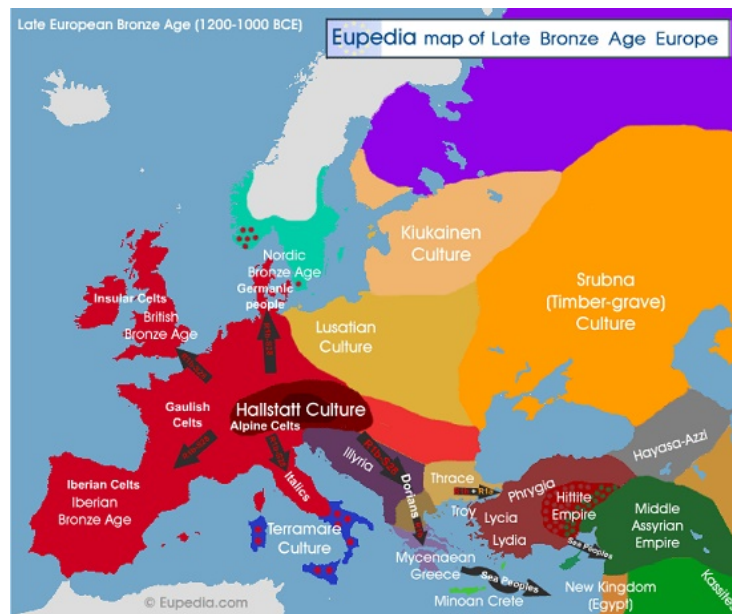 Late European Bronze Age (1200-1000 BCE)
Eupedia map of Late Bronze Age Europe
Kiukainen
Culture
Nordic
Bronze Age
Germanic
people
Insular Celts
British
Bronze Age
Lusatian
Culture
Srubna
(Timber-grave)
Culture
Gaulish
Celts
Hallstatt Culture
Alpine Celts
Iberian Celts
Iberian
Bronze Age
Italics
Illyria
Dorians
Thrace
Troy
Phrygia
Lycia
Lydia
Hittite
Empire
Hayasa-Azzi
Middle
Assyrian
Empire
Terramare
Culture
Mycenaean
Greece
Sea Peoples
Sea Peoples
Minoan Crete
New Kingdom
(Egypt)
Kassite
© Eupedia.com